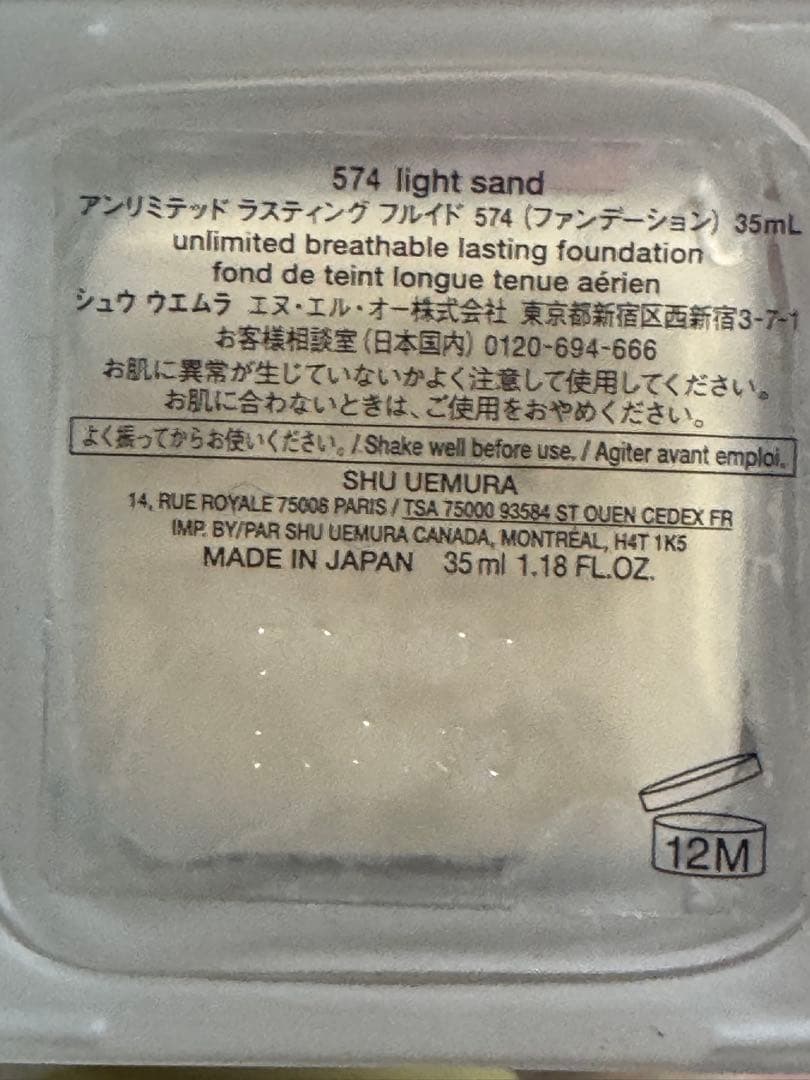 574 light sand
アンリミテッド ラスティング フルイド 574 (ファンデーション) 35mL
unlimited breathable lasting foundation
fond de teint longue tenue aérien
シュウ ウエムラ エヌ・エル・オー株式会社 東京都新宿区西新宿3-7-1
お客様相談室(日本国内) 0120-694-666
お肌に異常が生じていないかよく注意して使用してください。
お肌に合わないときは、ご使用をおやめください。
よく振ってからお使いください。/ Shake well before use. / Agiter avant emploi.
SHU UEMURA
14, RUE ROYALE 75008 PARIS / TSA 75000 93584 ST OUEN CEDEX FR
IMP. BY/PAR SHU UEMURA CANADA, MONTRÉAL, H4T 1K5
MADE IN JAPAN 35 ml 1.18 FL.OZ.
12M